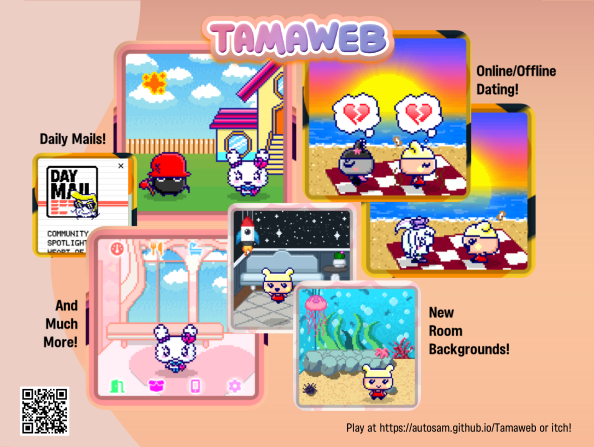 TAMAWEB
Online/Offline
Dating!
Daily Mails!
DAY
MAIL
COMMUNITY
SPOTLIGHT
HEART OF
And
Much
More!
New
Room
Backgrounds!
Play at https://autosam.github.io/Tamaweb or itch!